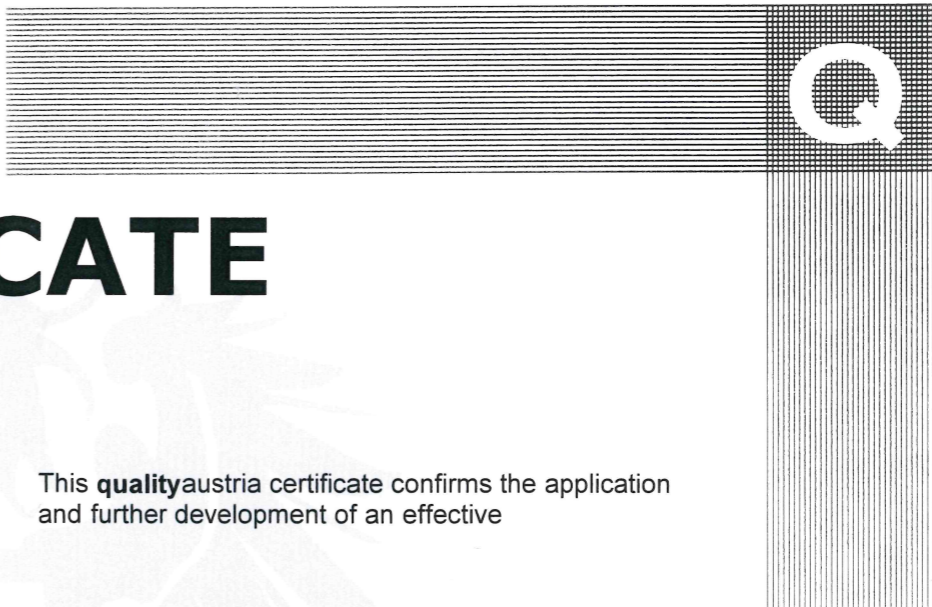 Q
CATE
This qualityaustria certificate confirms the application
and further development of an effective